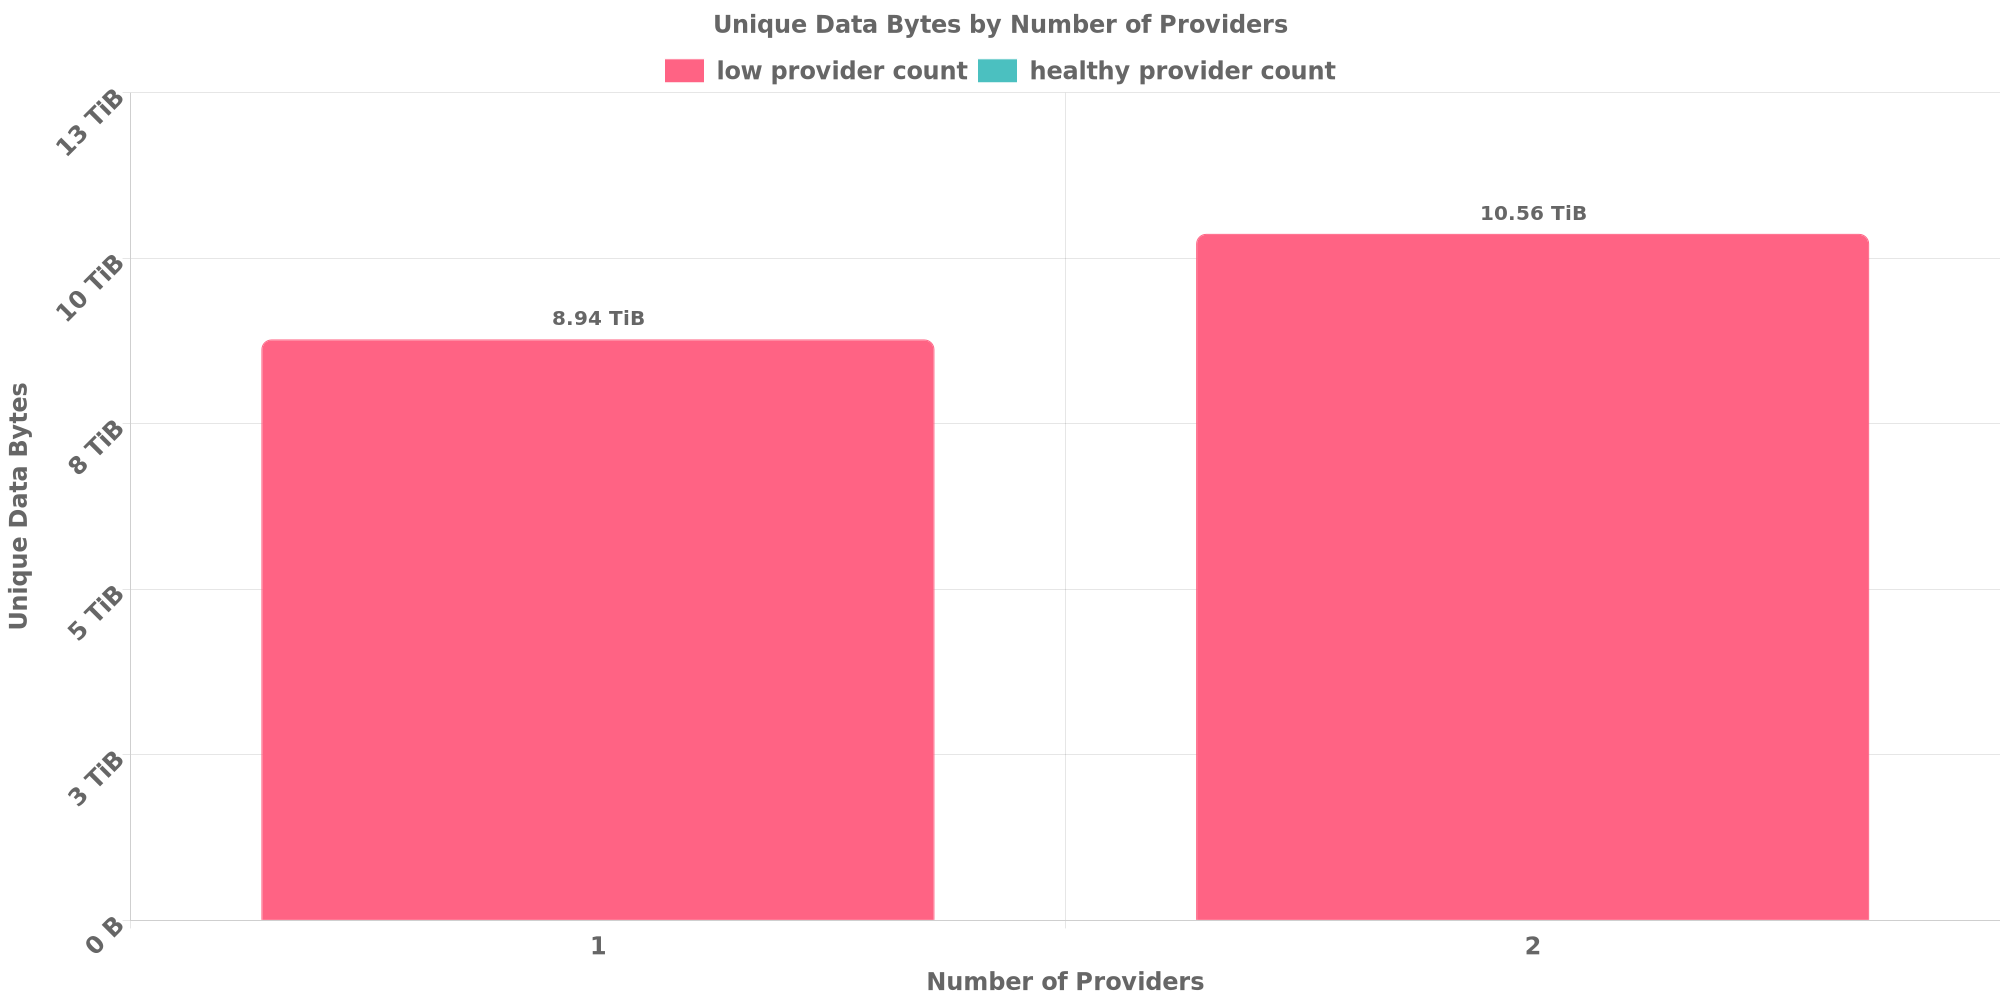 Unique Data Bytes by Number of Providers
low provider count
healthy provider count
13 TiB
10 TiB
8 TiB
5 TiB
3 TiB
0 B
Unique Data Bytes
8.94 TiB
10.56 TiB
1
2
Number of Providers